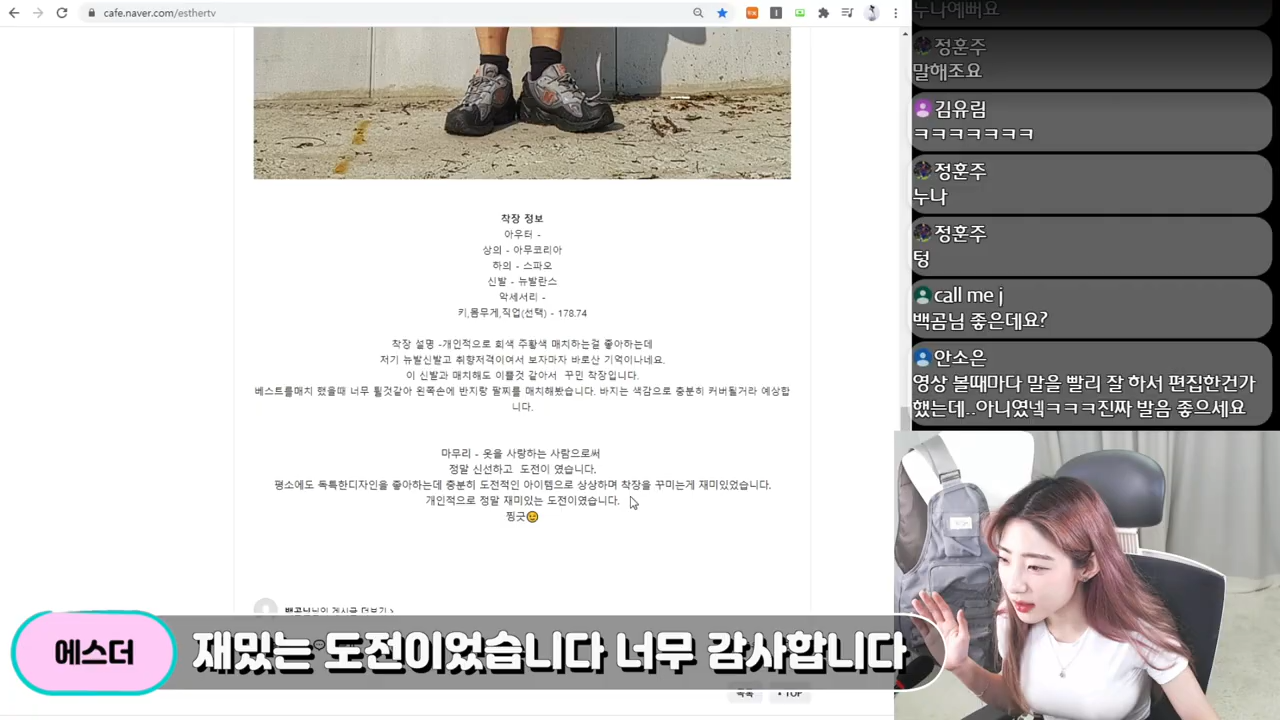 cafe.naver.com/esthertv
착장 정보
아우터 -
상의 - 아무코리아
하의 - 스파오
신발 - 뉴발란스
악세서리 -
키,몸무게,직업(선택) - 178.74
착장 설명 -개인적으로 회색 주황색 매치하는걸 좋아하는데
저기 뉴발신발고 취향저격이여서 보자마자 바로산 기억이나네요.
이 신발과 매치해도 이쁠것 같아서 꾸민 착장입니다.
베스트를매치 했을때 너무 휠것같아 왼쪽손에 반지랑 팔찌를 매치해봤습니다. 바지는 색감으로 충분히 커버될거라 예상합
니다.
마무리 - 옷을 사랑하는 사람으로써
정말 신선하고 도전이 였습니다.
평소에도 독특한디자인을 좋아하는데 충분히 도전적인 아이템으로 상상하며 착장을 꾸미는게 재미있었습니다.
개인적으로 정말 재미있는 도전이였습니다.
찡긋
백곰님님의 게시글 더보기 >
목록
TOP
누나예뻐요
정훈주
말해조요
김유림
ㅋㅋㅋㅋㅋㅋㅋ
정훈주
누나
정훈주
텅
call me j
백곰님 좋은데요?
안소은
영상 볼때마다 말을 빨리 잘 하서 편집한건가
했는데..아니였넼ㅋㅋㅋ진짜 발음 좋으세요
에스더
재밌는 도전이었습니다 너무 감사합니다